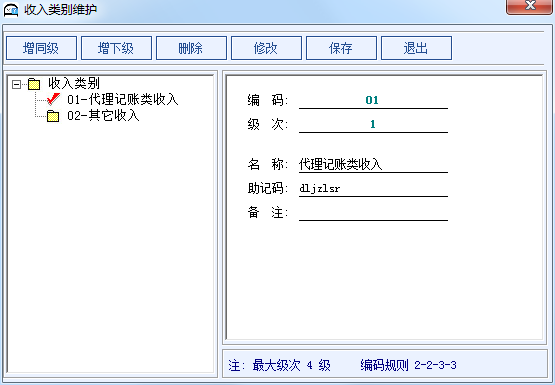 收入类别维护
增同级 增下级 删除 修改 保存 退出
收入类别
01-代理记账类收入
02-其它收入
编 码: 01
级 次: 1
名 称: 代理记账类收入
助记码: dljzlsr
备 注:
注: 最大级次 4 级 编码规则 2-2-3-3